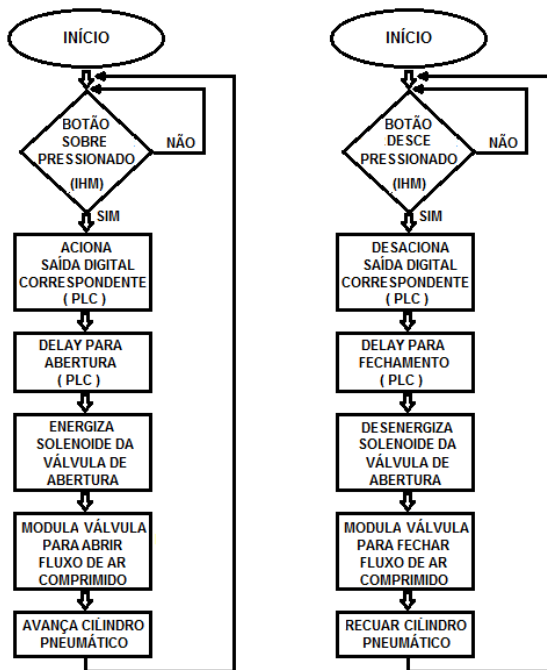 INÍCIO
BOTÃO
SOBRE
PRESSIONADO
(IHM)
NÃO
SIM
ACIONA
SAÍDA DIGITAL
CORRESPONDENTE
( PLC )
DELAY PARA
ABERTURA
( PLC )
ENERGIZA
SOLENOIDE DA
VÁLVULA DE
ABERTURA
MODULA VÁLVULA
PARA ABRIR
FLUXO DE AR
COMPRIMIDO
AVANÇA CILINDRO
PNEUMÁTICO
INÍCIO
BOTÃO
DESCE
PRESSIONADO
(IHM)
NÃO
SIM
DESACIONA
SAÍDA DIGITAL
CORRESPONDENTE
( PLC )
DELAY PARA
FECHAMENTO
( PLC )
DESENERGIZA
SOLENOIDE DA
VÁLVULA DE
ABERTURA
MODULA VÁLVULA
PARA FECHAR
FLUXO DE AR
COMPRIMIDO
RECUAR CILINDRO
PNEUMÁTICO